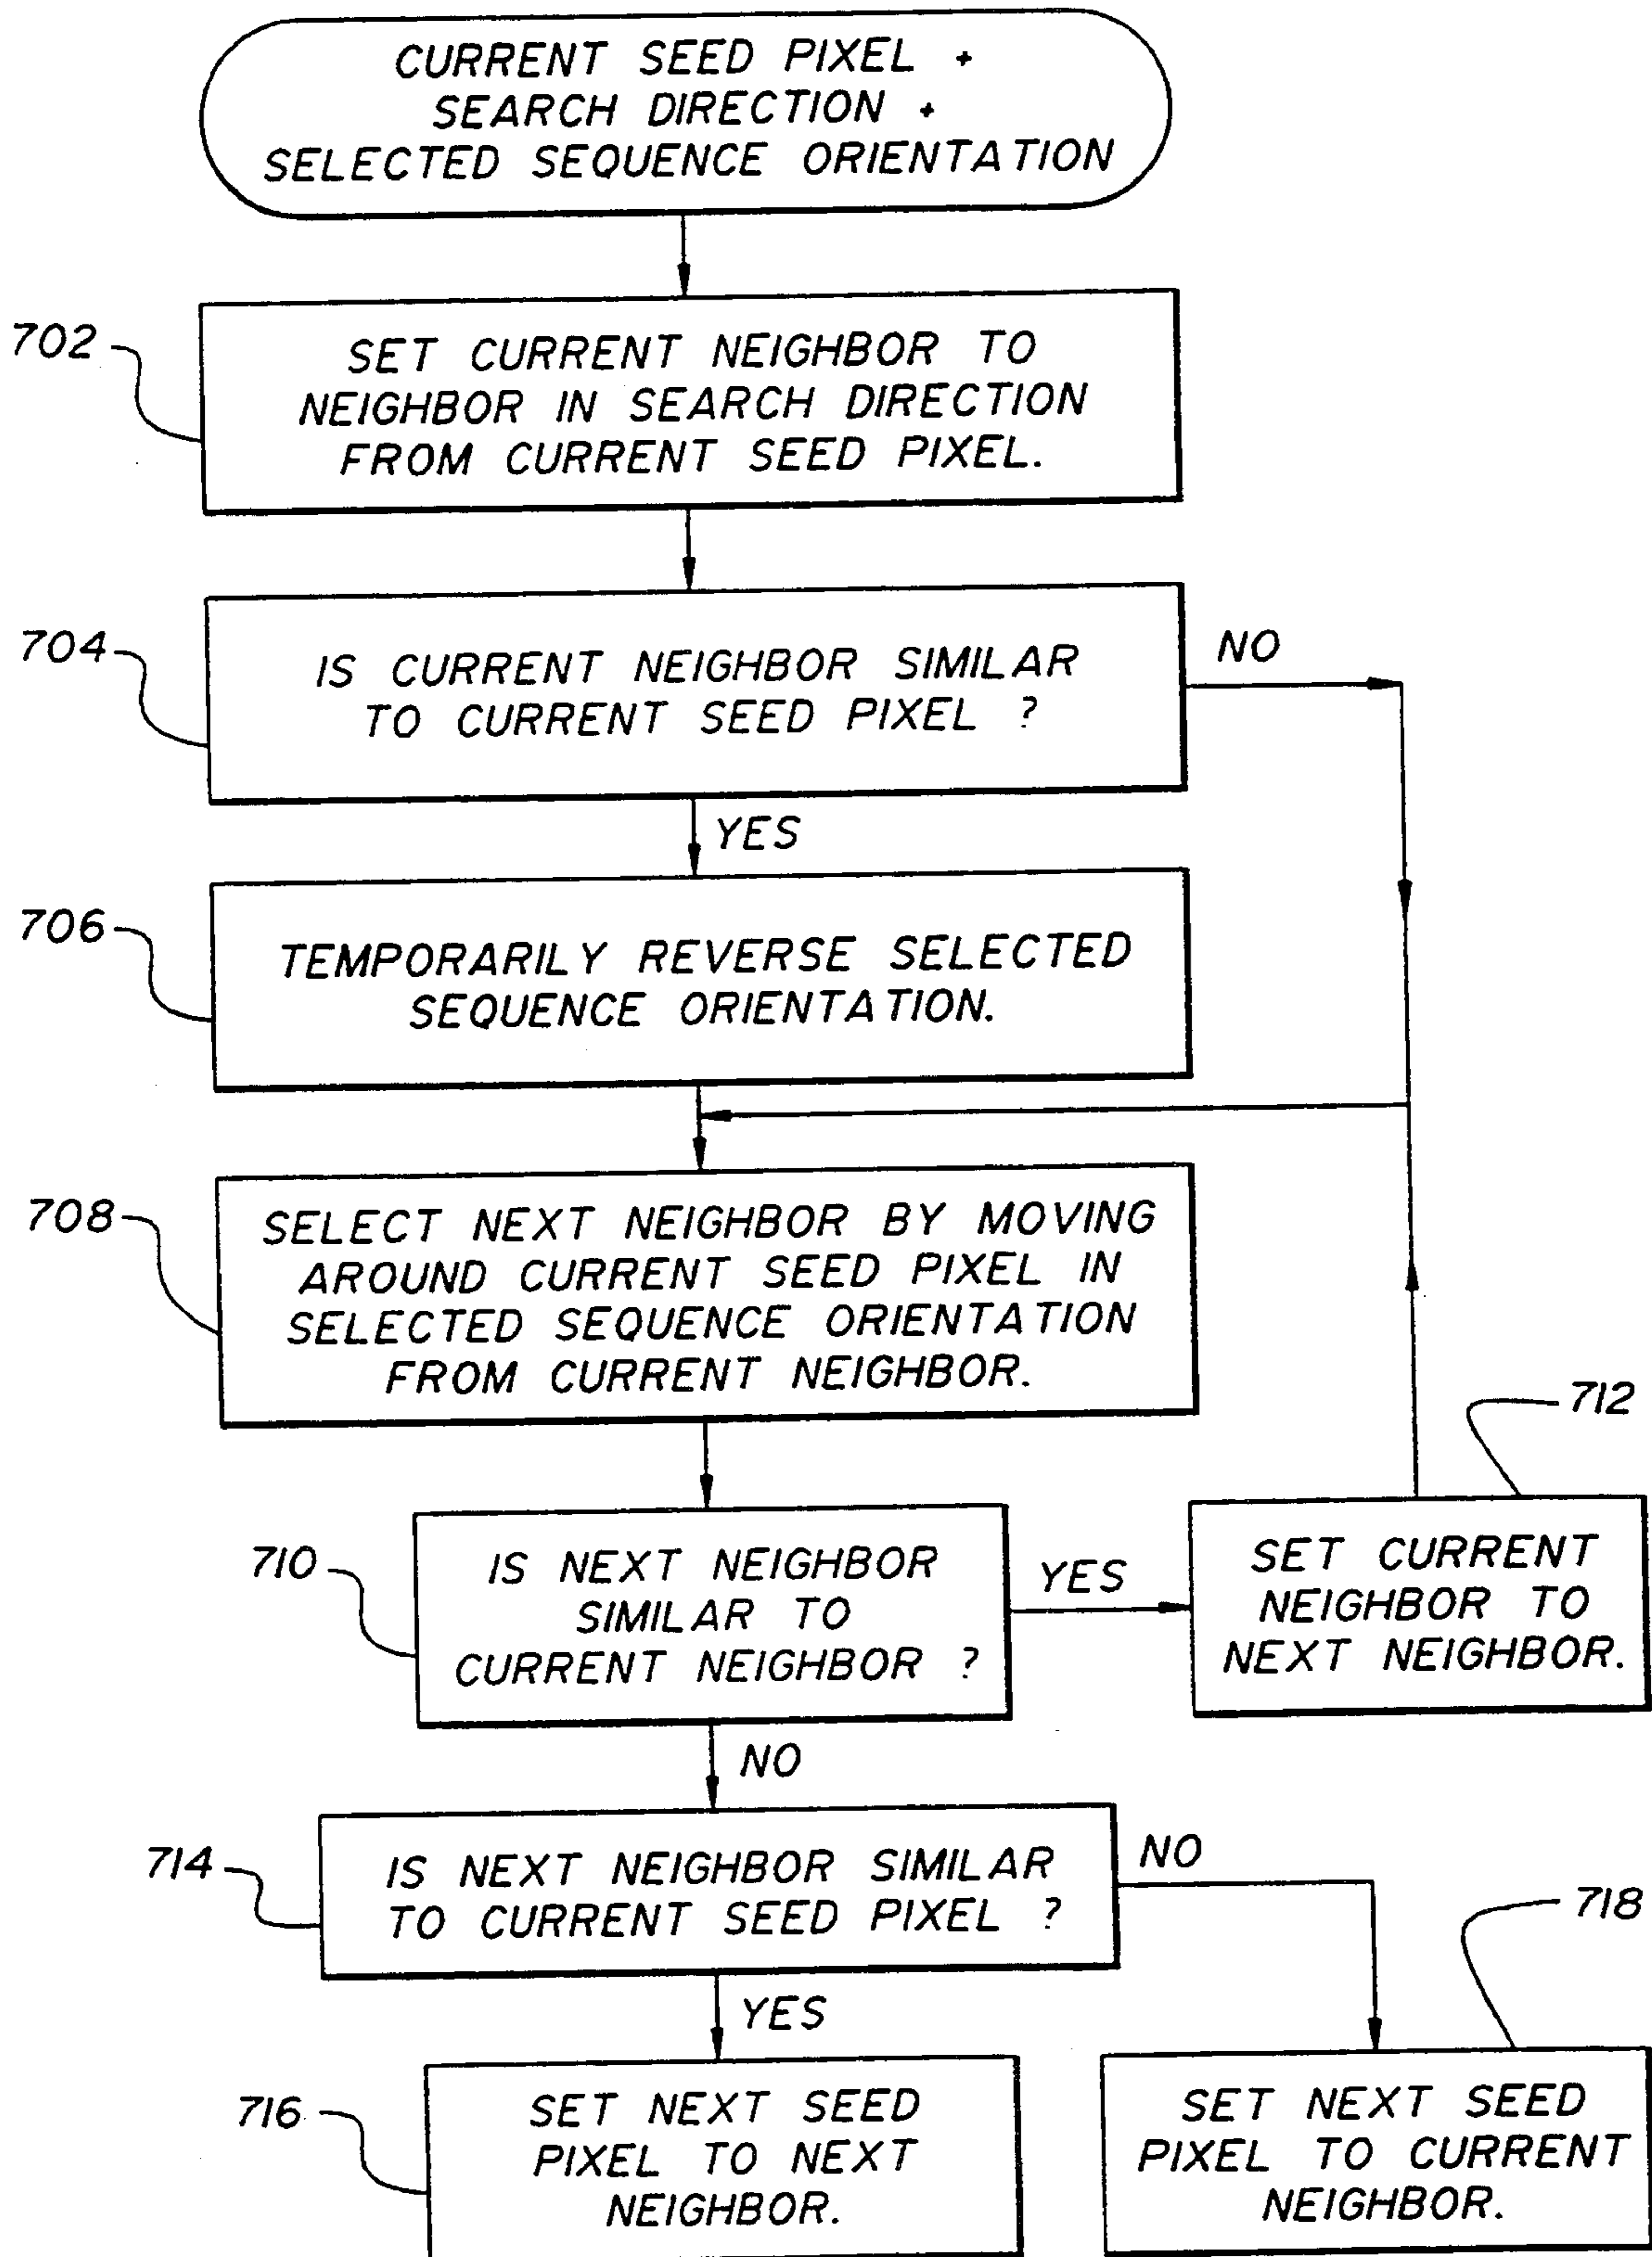 CURRENT SEED PIXEL +
SEARCH DIRECTION +
SELECTED SEQUENCE ORIENTATION
702
SET CURRENT NEIGHBOR TO
NEIGHBOR IN SEARCH DIRECTION
FROM CURRENT SEED PIXEL.
704
IS CURRENT NEIGHBOR SIMILAR
TO CURRENT SEED PIXEL ?
NO
YES
706
TEMPORARILY REVERSE SELECTED
SEQUENCE ORIENTATION.
708
SELECT NEXT NEIGHBOR BY MOVING
AROUND CURRENT SEED PIXEL IN
SELECTED SEQUENCE ORIENTATION
FROM CURRENT NEIGHBOR.
710
IS NEXT NEIGHBOR
SIMILAR TO
CURRENT NEIGHBOR ?
YES
712
SET CURRENT
NEIGHBOR TO
NEXT NEIGHBOR.
NO
714
IS NEXT NEIGHBOR SIMILAR
TO CURRENT SEED PIXEL ?
NO
YES
716
SET NEXT SEED
PIXEL TO NEXT
NEIGHBOR.
718
SET NEXT SEED
PIXEL TO CURRENT
NEIGHBOR.